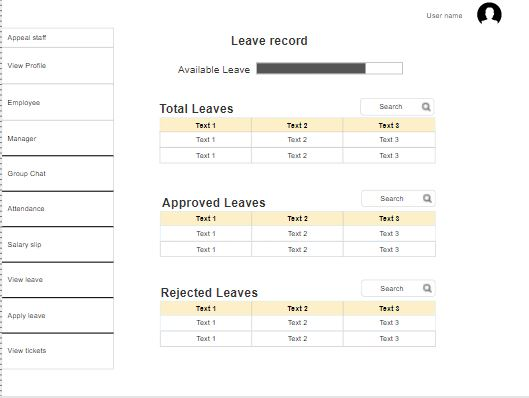 User name
Appeal staff
View Profile
Employee
Manager
Group Chat
Attendance
Salary slip
View leave
Apply leave
View tickets
Leave record
Available Leave
Total Leaves Search
Text 1 Text 2 Text 3
Text 1 Text 2 Text 3
Text 1 Text 2 Text 3
Approved Leaves Search
Text 1 Text 2 Text 3
Text 1 Text 2 Text 3
Text 1 Text 2 Text 3
Rejected Leaves Search
Text 1 Text 2 Text 3
Text 1 Text 2 Text 3
Text 1 Text 2 Text 3